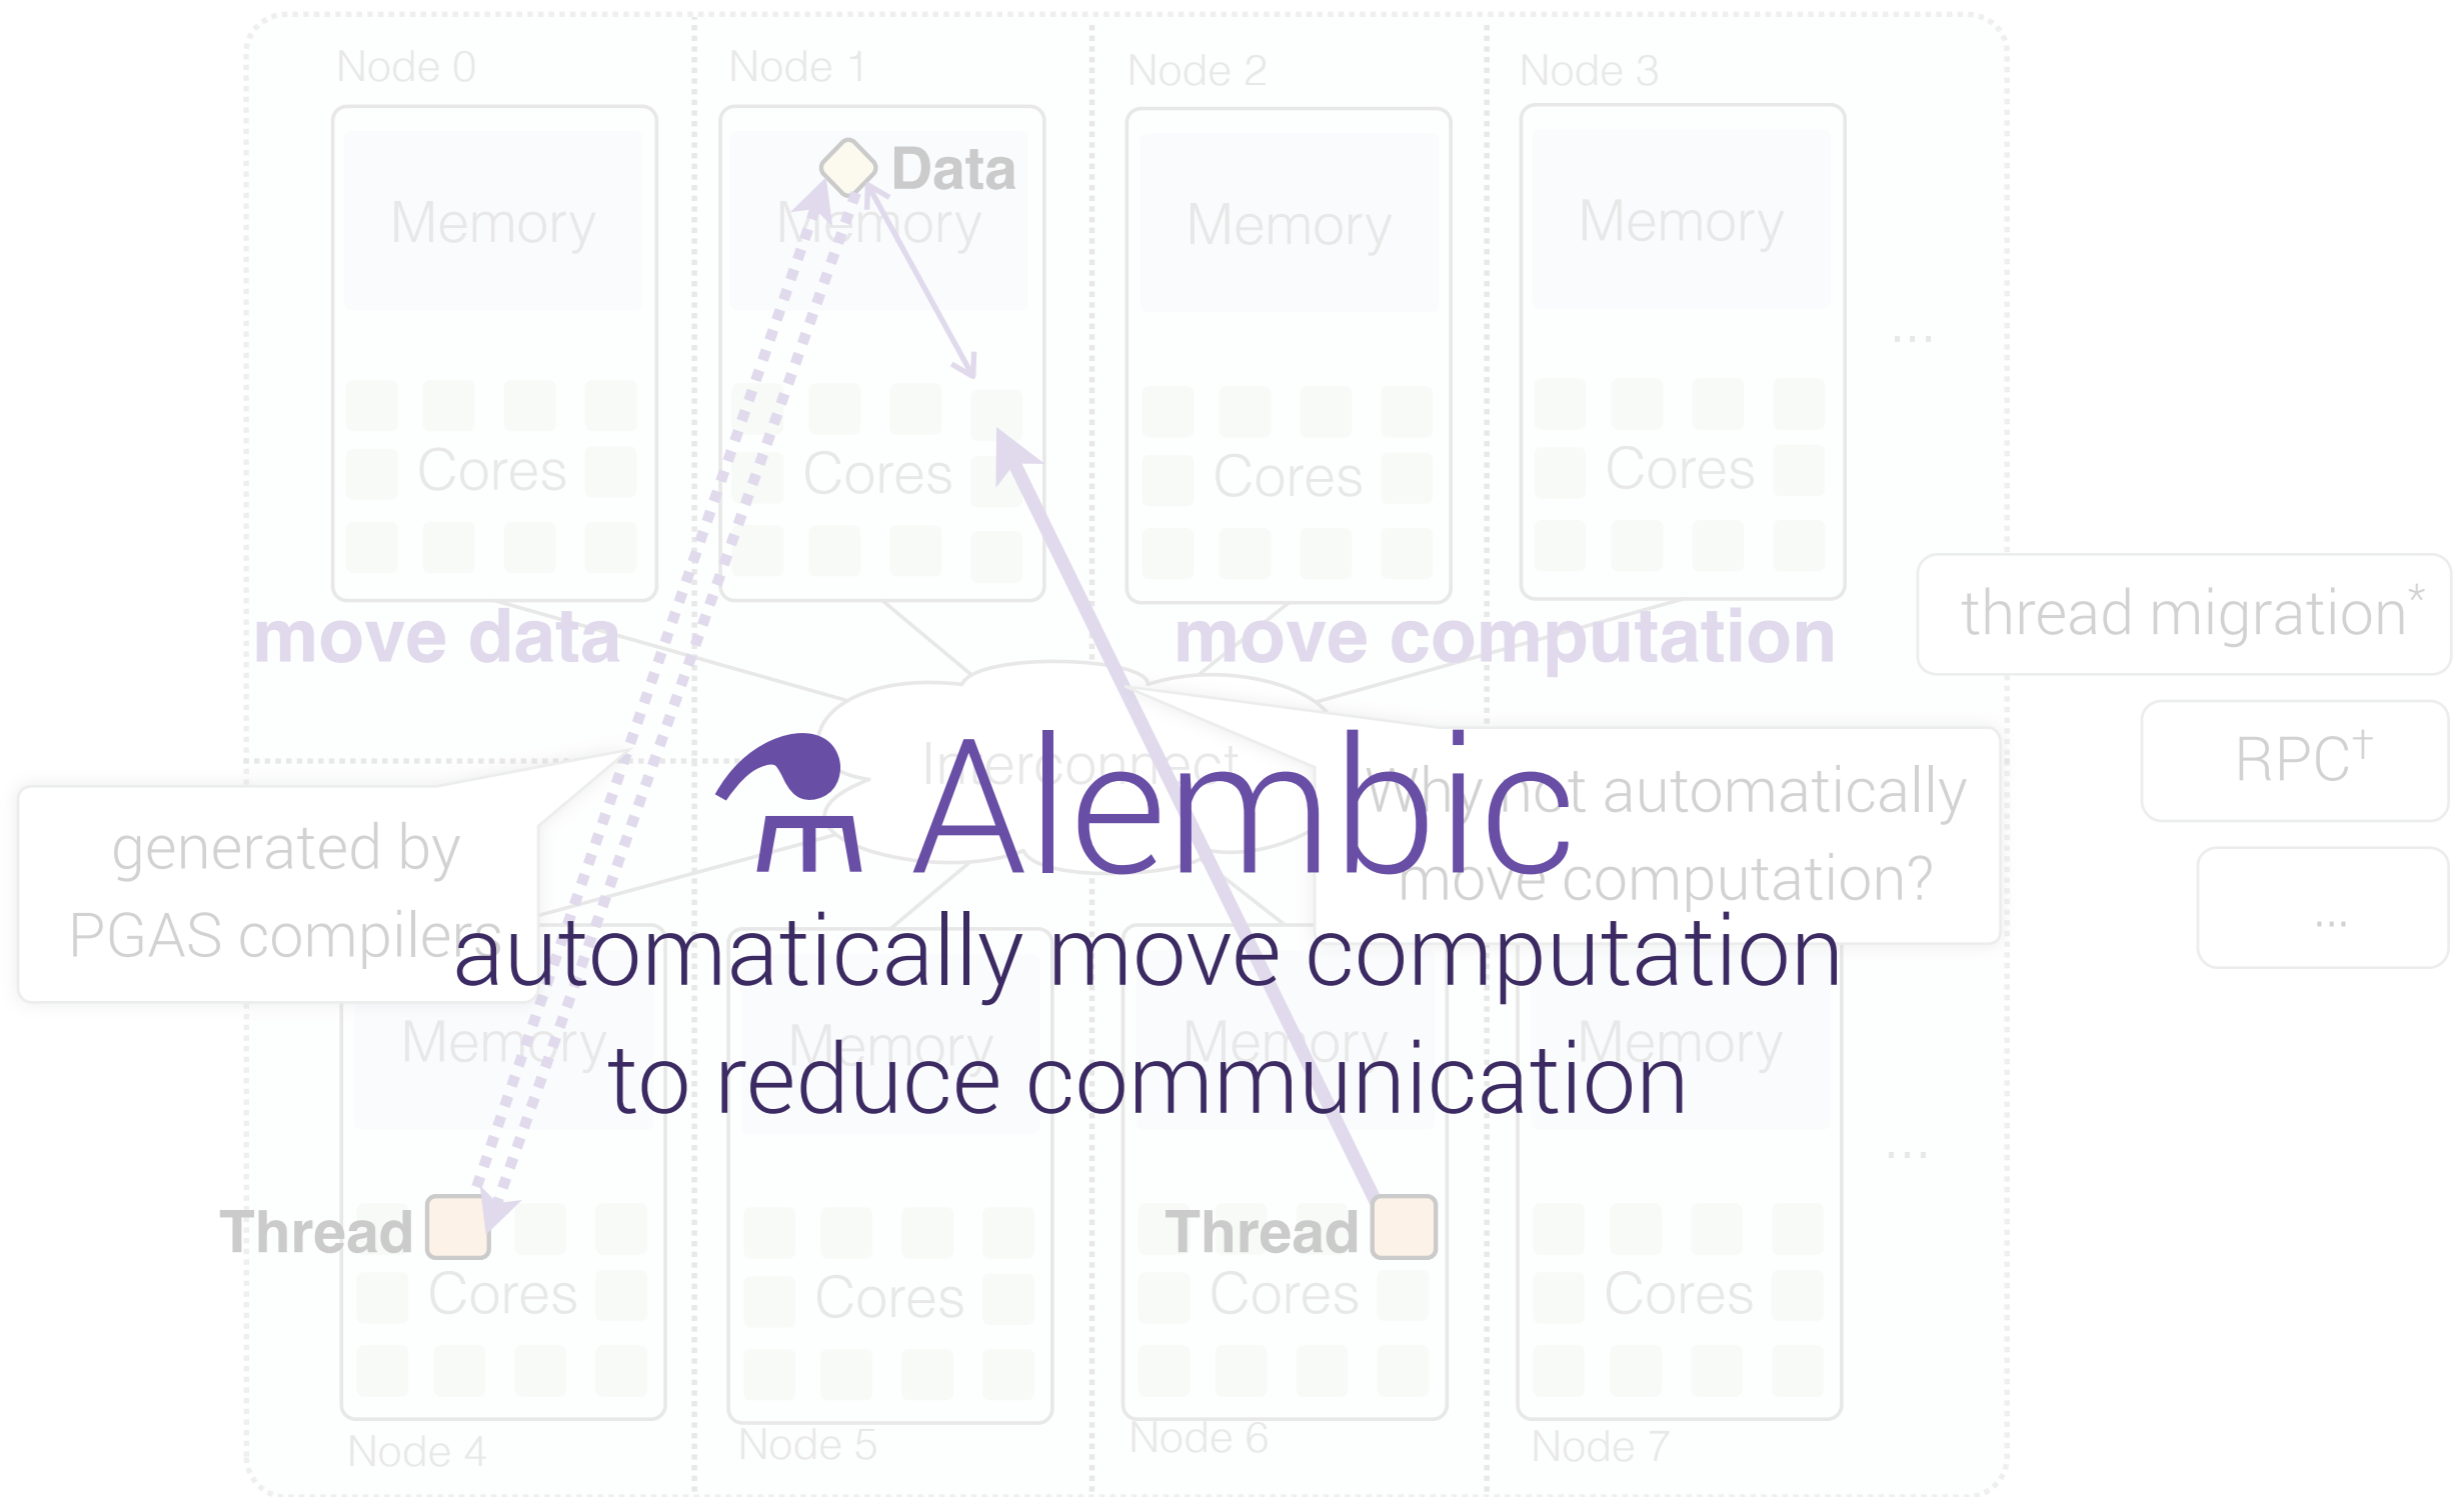 Node 0
Node 1
Node 2
Node 3
Data
Memory
Memory
Memory
Memory
...
Cores
Cores
Cores
Cores
move data
move computation
thread migration*
RPC†
...
Interconnect
Why not automatically
move computation?
generated by
PGAS compilers
Alembic
automatically move computation
to reduce communication
Memory
Memory
Memory
Memory
...
Thread
Thread
Cores
Cores
Cores
Cores
Node 4
Node 5
Node 6
Node 7